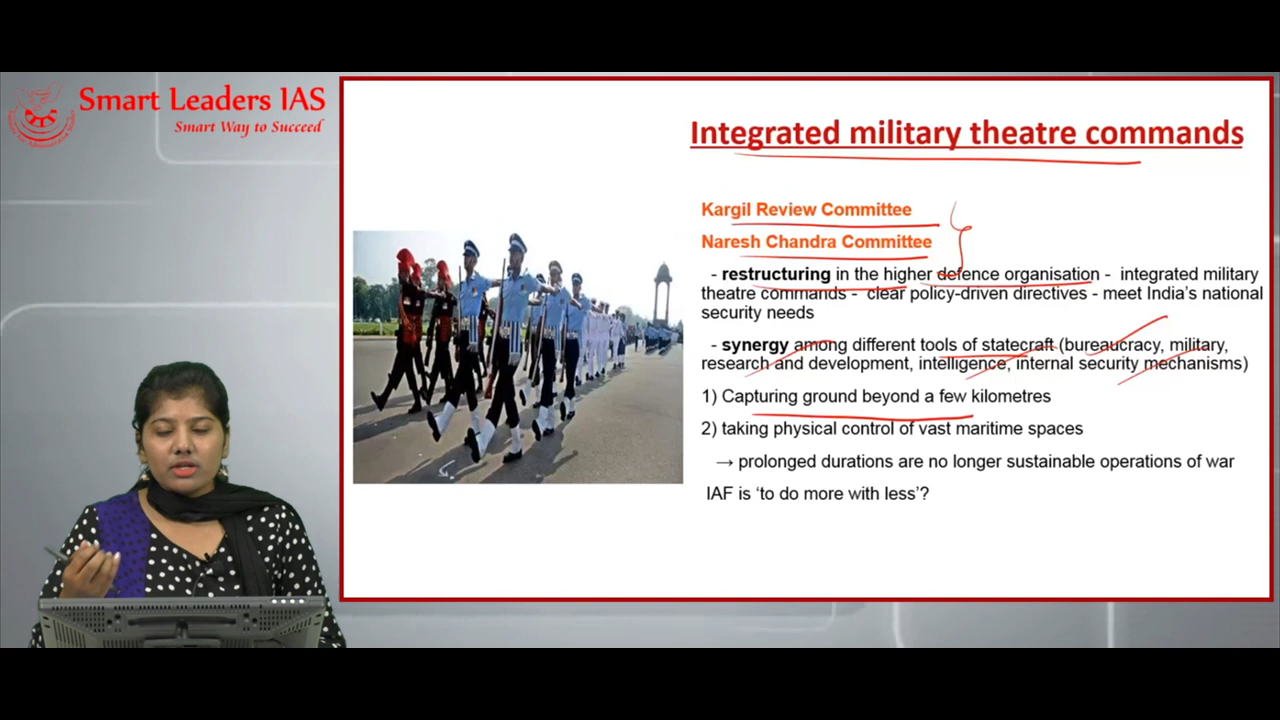 Smart Leaders IAS
Smart Way to Succeed
Integrated military theatre commands
Kargil Review Committee
Naresh Chandra Committee
- restructuring in the higher defence organisation - integrated military
theatre commands - clear policy-driven directives - meet India's national
security needs
- synergy among different tools of statecraft (bureaucracy, military,
research and development, intelligence, internal security mechanisms)
1) Capturing ground beyond a few kilometres
2) taking physical control of vast maritime spaces
→ prolonged durations are no longer sustainable operations of war
IAF is ‘to do more with less’?